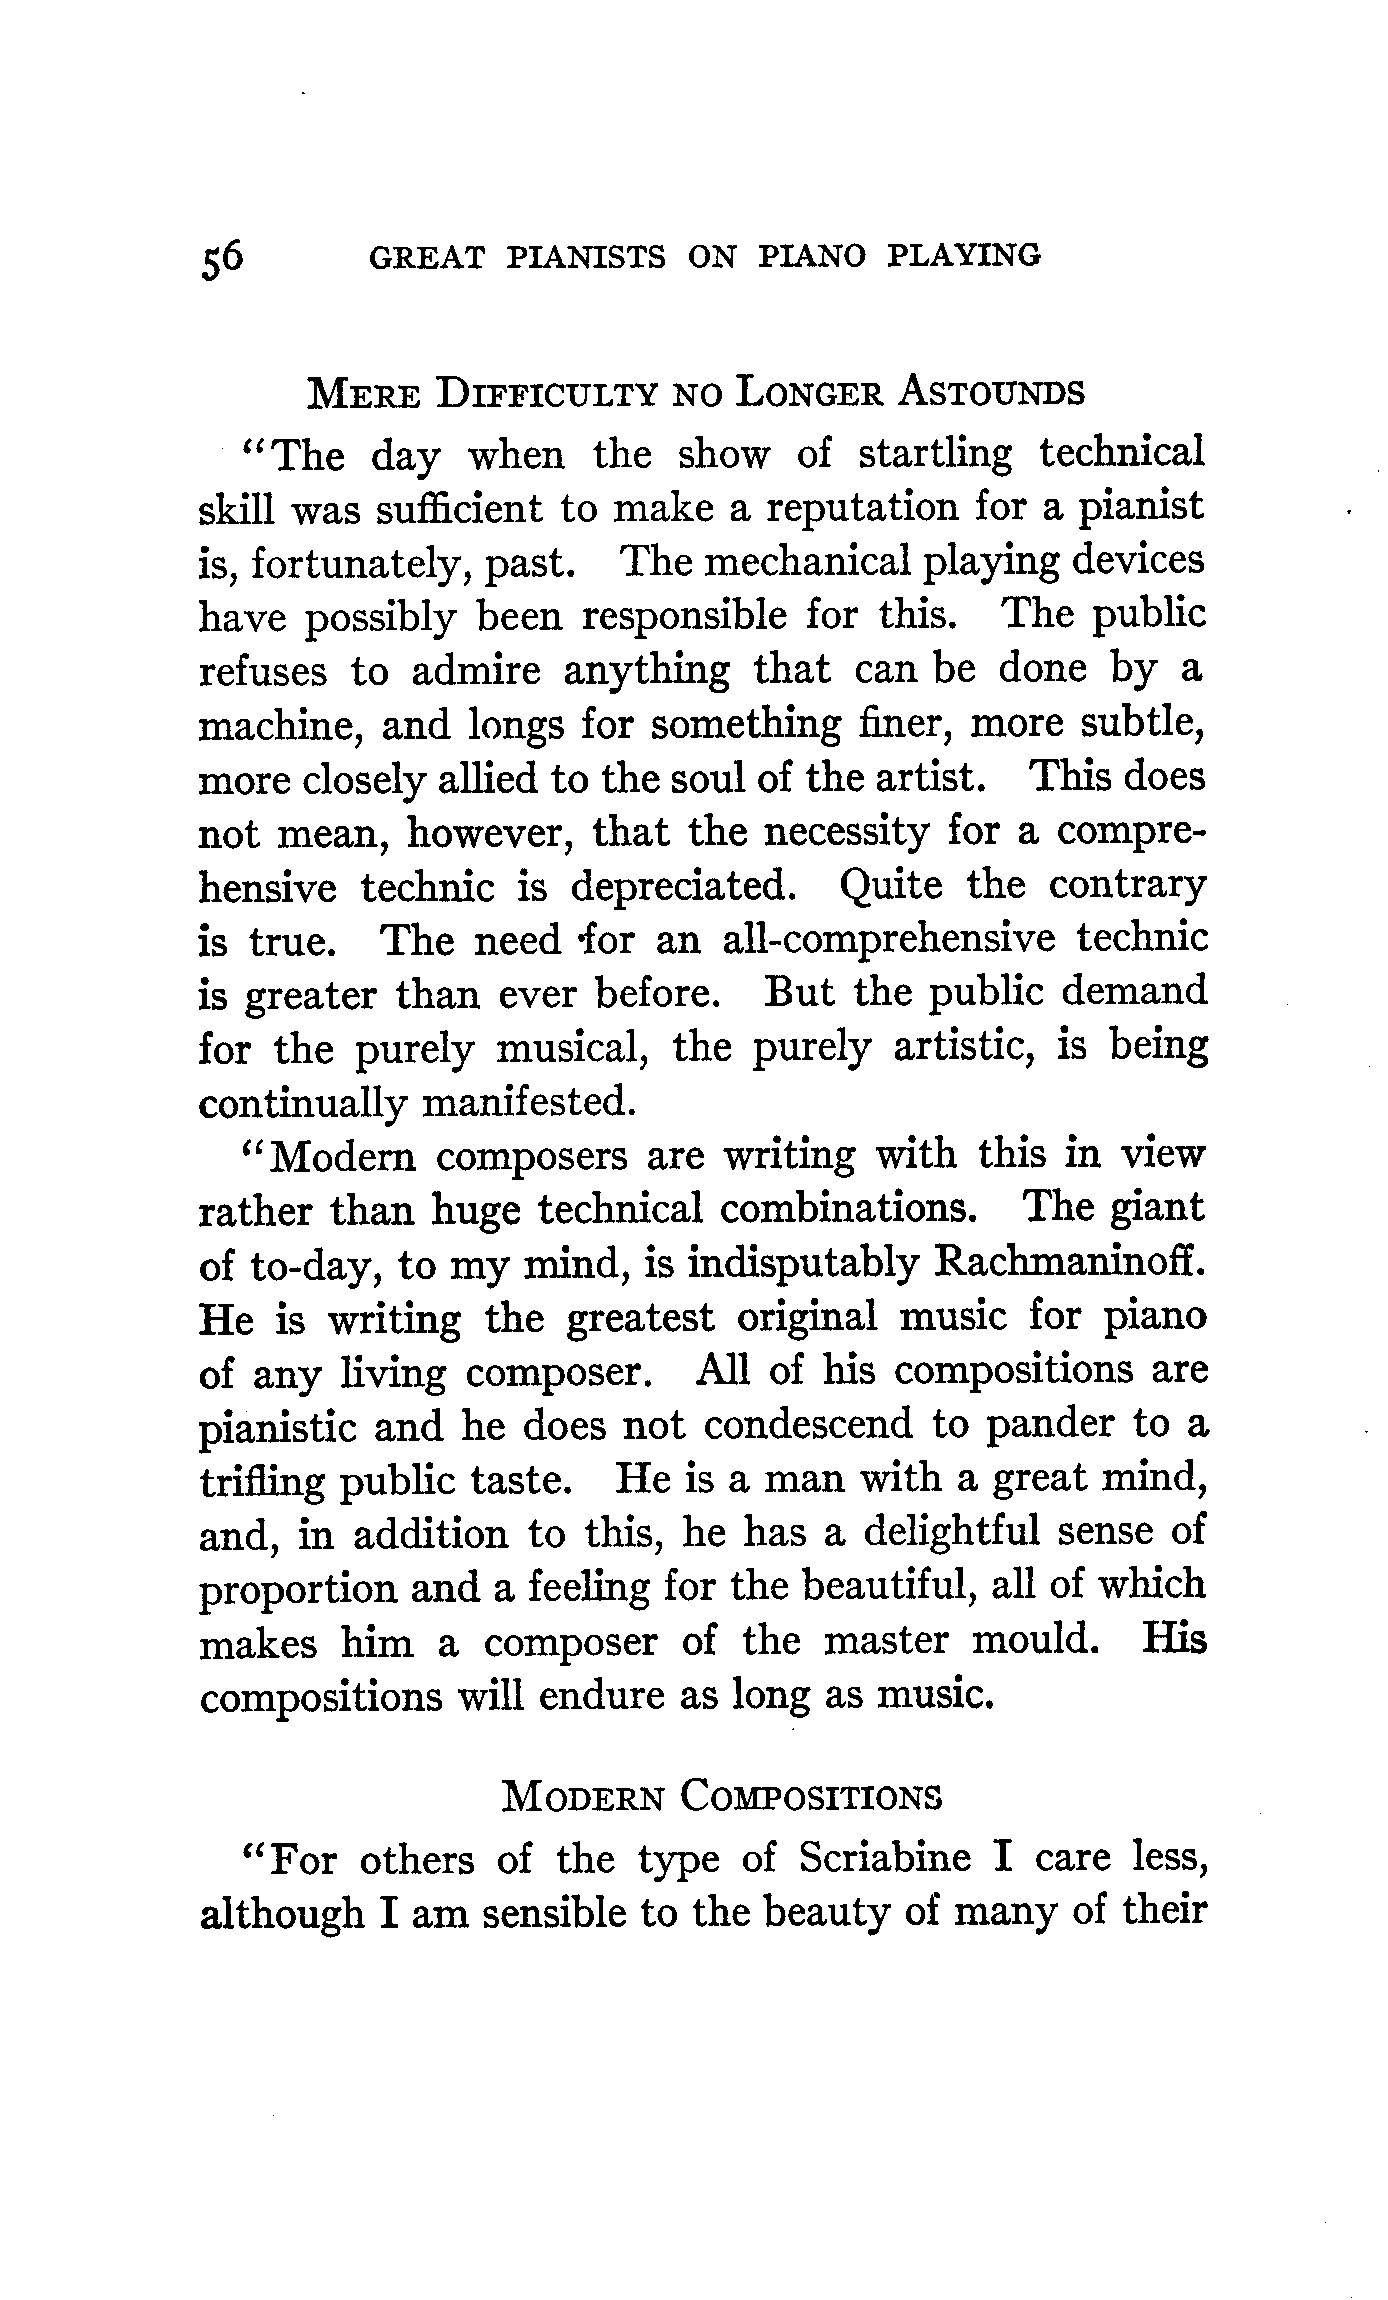 56 GREAT PIANISTS ON PIANO PLAYING
MERE DIFFICULTY NO LONGER ASTOUNDS
"The day when the show of startling technical
skill was sufficient to make a reputation for a pianist
is, fortunately, past. The mechanical playing devices
have possibly been responsible for this. The public
refuses to admire anything that can be done by a
machine, and longs for something finer, more subtle,
more closely allied to the soul of the artist. This does
not mean, however, that the necessity for a compre-
hensive technic is depreciated. Quite the contrary
is true. The need for an all-comprehensive technic
is greater than ever before. But the public demand
for the purely musical, the purely artistic, is being
continually manifested.
"Modern composers are writing with this in view
rather than huge technical combinations. The giant
of to-day, to my mind, is indisputably Rachmaninoff.
He is writing the greatest original music for piano
of any living composer. All of his compositions are
pianistic and he does not condescend to pander to a
trifling public taste. He is a man with a great mind,
and, in addition to this, he has a delightful sense of
proportion and a feeling for the beautiful, all of which
makes him a composer of the master mould. His
compositions will endure as long as music.
MODERN COMPOSITIONS
"For others of the type of Scriabine I care less,
although I am sensible to the beauty of many of their